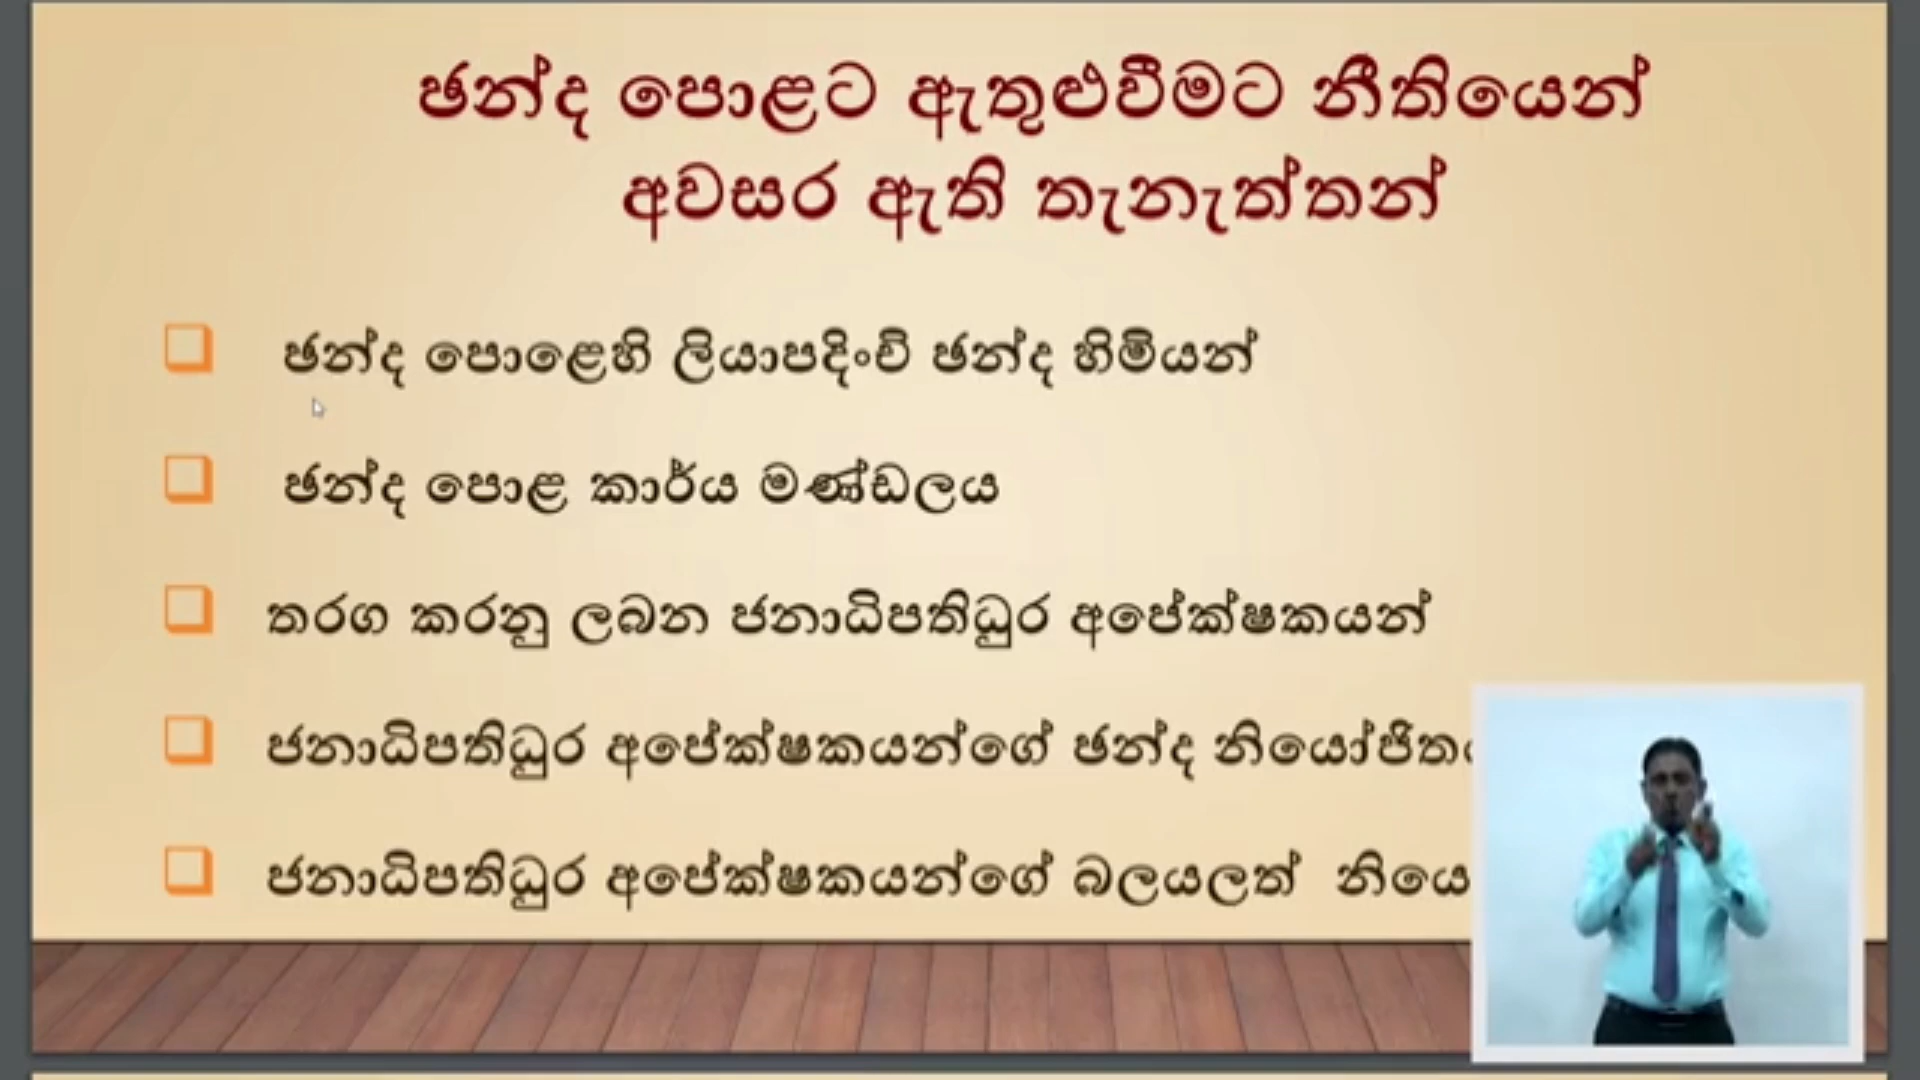 ඡන්ද පොළට ඇතුළුවීමට නීතියෙන්
අවසර ඇති තැනැත්තන්
ඡන්ද පොළෙහි ලියාපදිංචි ඡන්ද හිමියන්
ඡන්ද පොළ කාර්ය මණ්ඩලය
තරග කරනු ලබන ජනාධිපතිධුර අපේක්ෂකයන්
ජනාධිපතිධුර අපේක්ෂකයන්ගේ ඡන්ද
ජනාධිපතිධුර අපේක්ෂකයන්ගේ බලයලත්